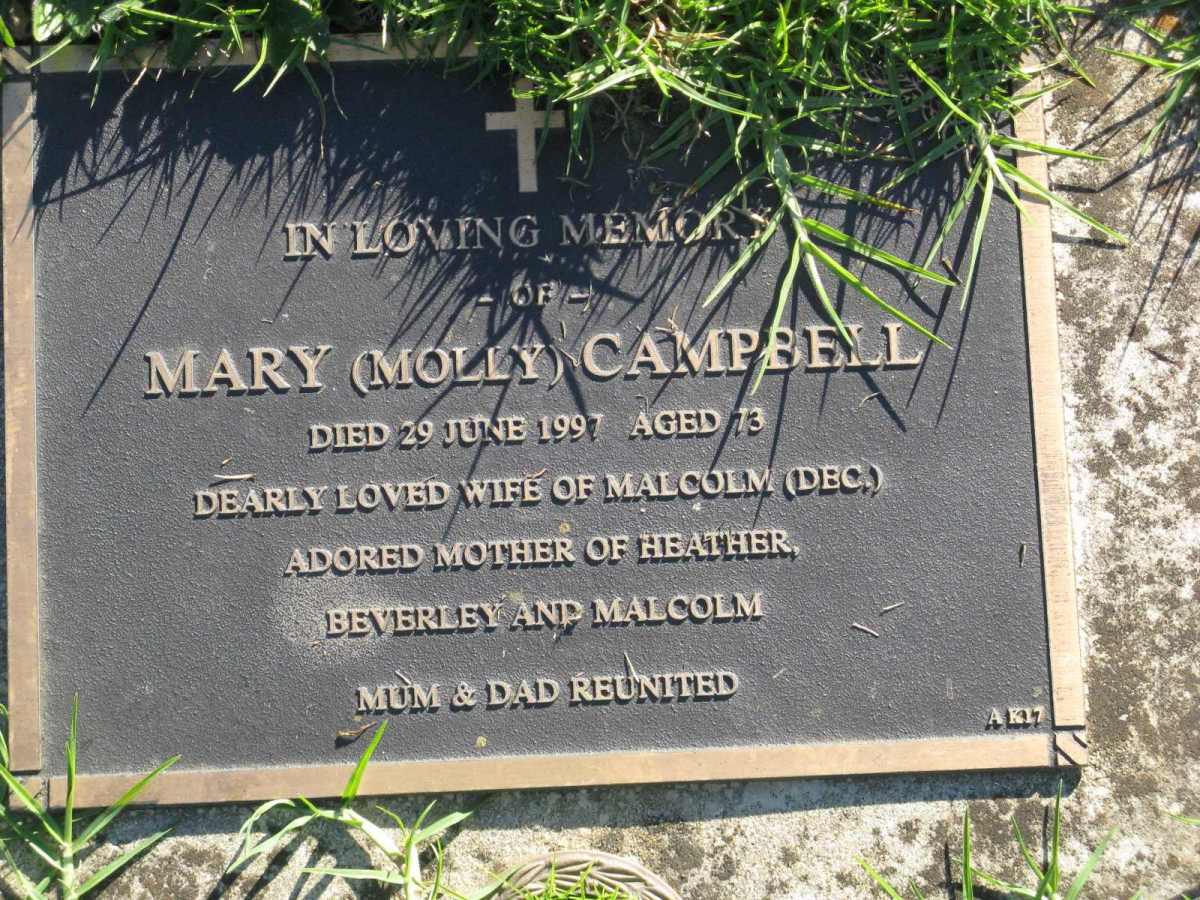 IN LOVING MEMORY
- OF -
MARY (MOLLY) CAMPBELL
DIED 29 JUNE 1997 AGED 73
DEARLY LOVED WIFE OF MALCOLM (DEC.)
ADORED MOTHER OF HEATHER,
BEVERLEY AND MALCOLM
MUM & DAD REUNITED
A K17